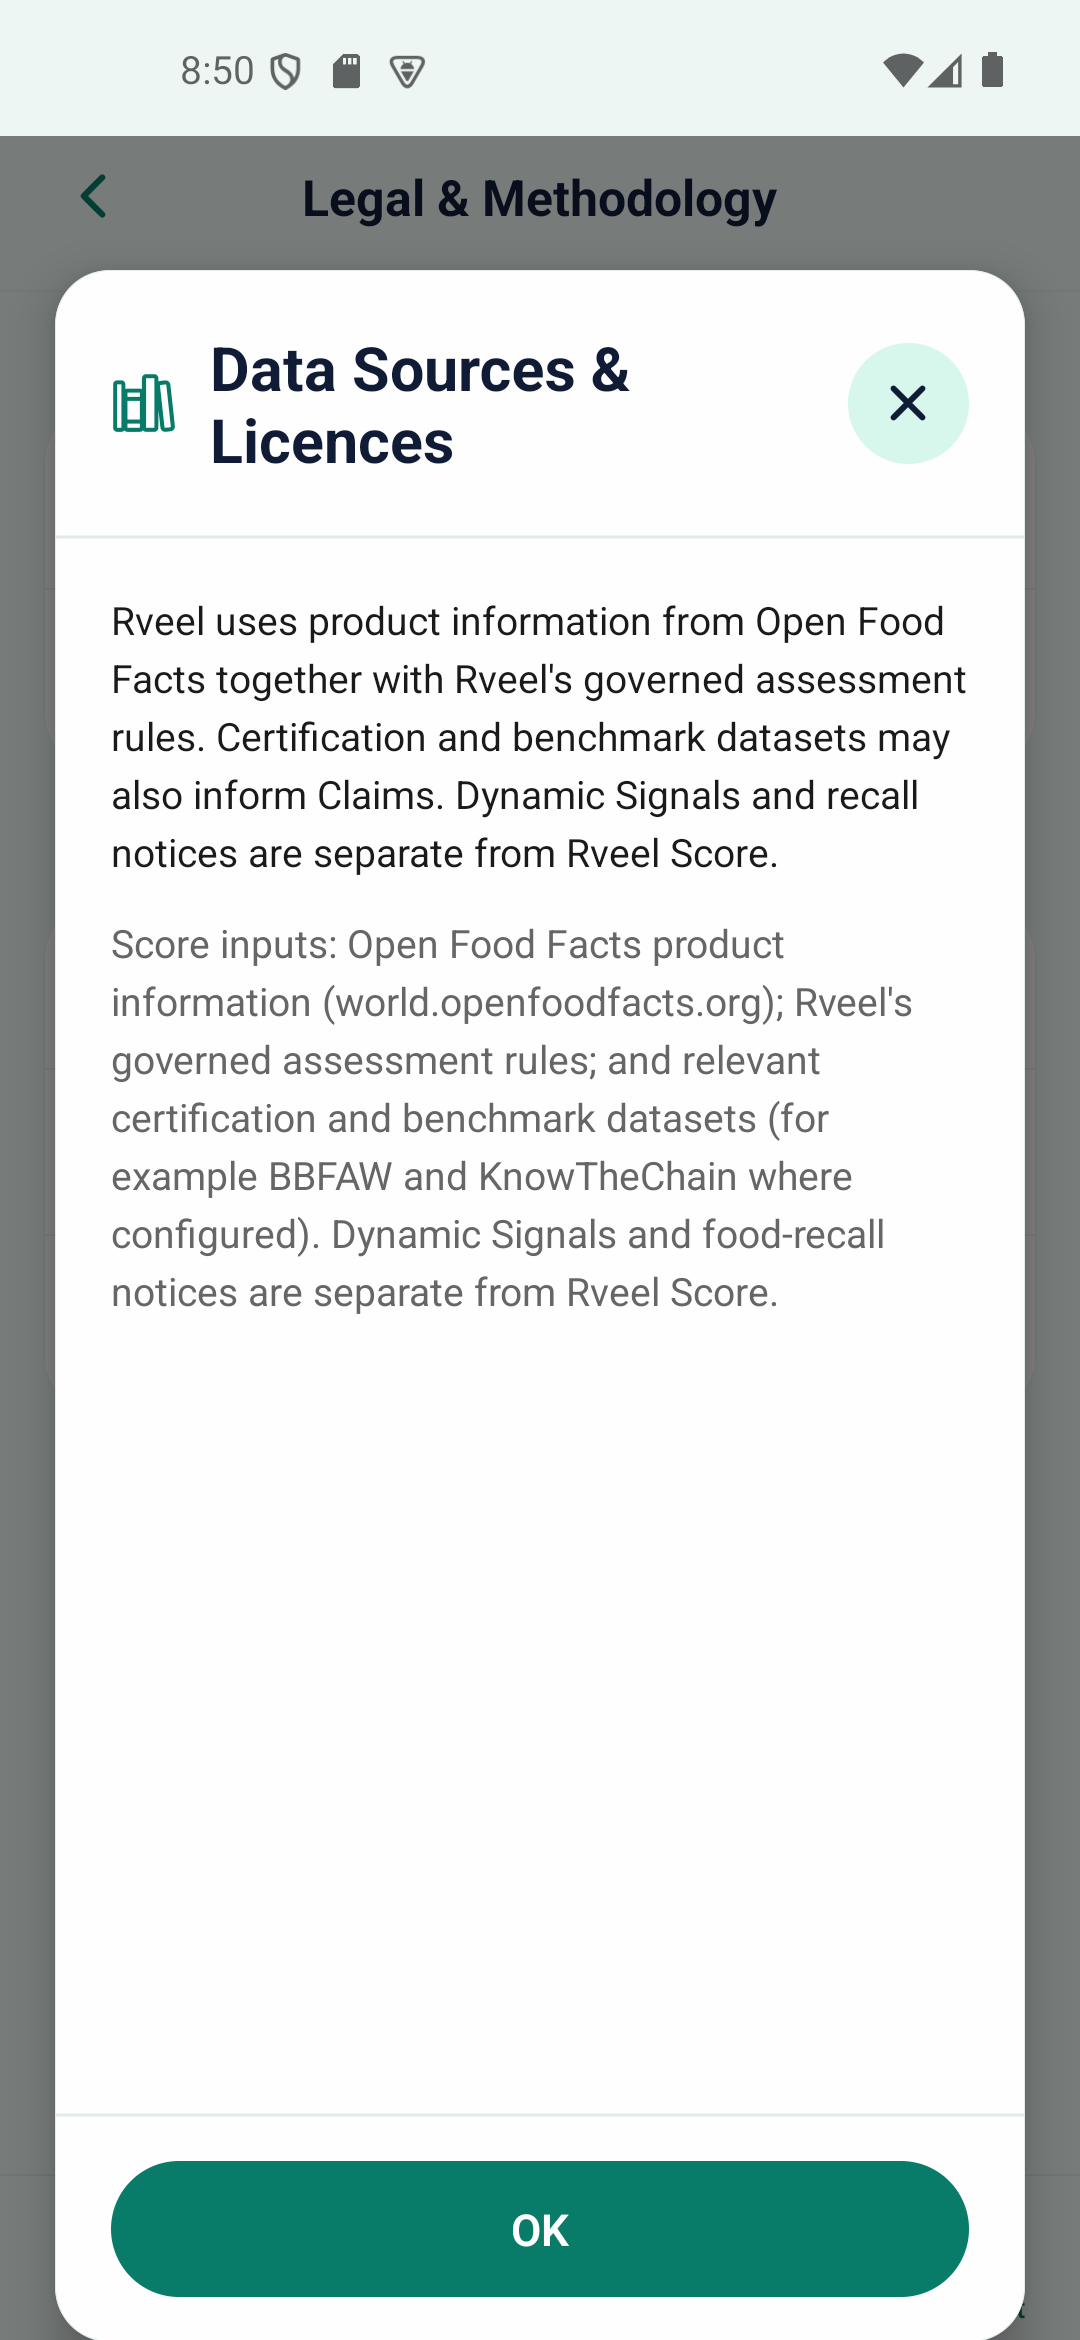 8:50
Legal & Methodology
Data Sources &
Licences
Rveel uses product information from Open Food
Facts together with Rveel's governed assessment
rules. Certification and benchmark datasets may
also inform Claims. Dynamic Signals and recall
notices are separate from Rveel Score.
Score inputs: Open Food Facts product
information (world.openfoodfacts.org); Rveel's
governed assessment rules; and relevant
certification and benchmark datasets (for
example BBFAW and KnowTheChain where
configured). Dynamic Signals and food-recall
notices are separate from Rveel Score.
OK